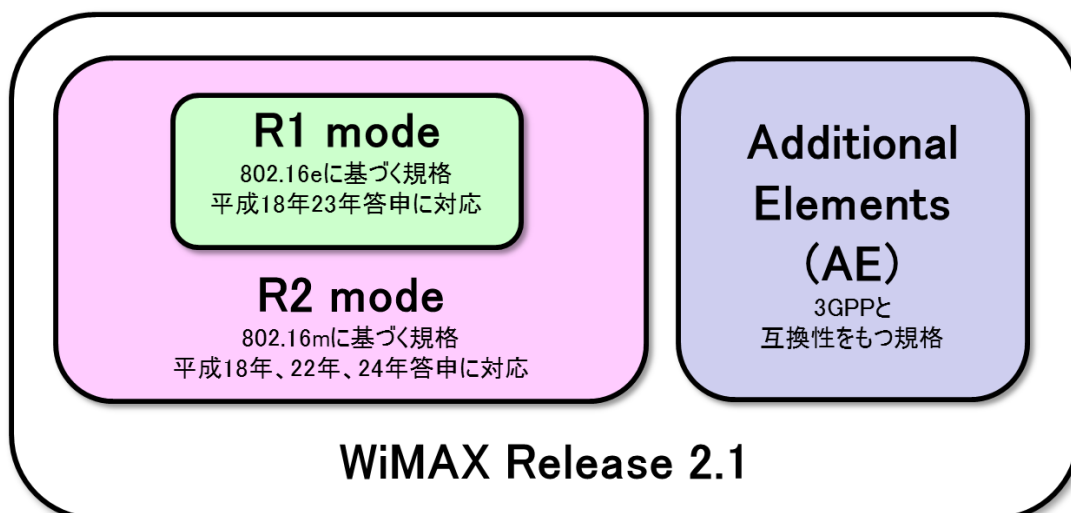 R1 mode
802.16eに基づく規格
平成18年23年答申に対応
R2 mode
802.16mに基づく規格
平成18年、22年、24年答申に対応
Additional
Elements
(AE)
3GPPと
互換性をもつ規格
WiMAX Release 2.1